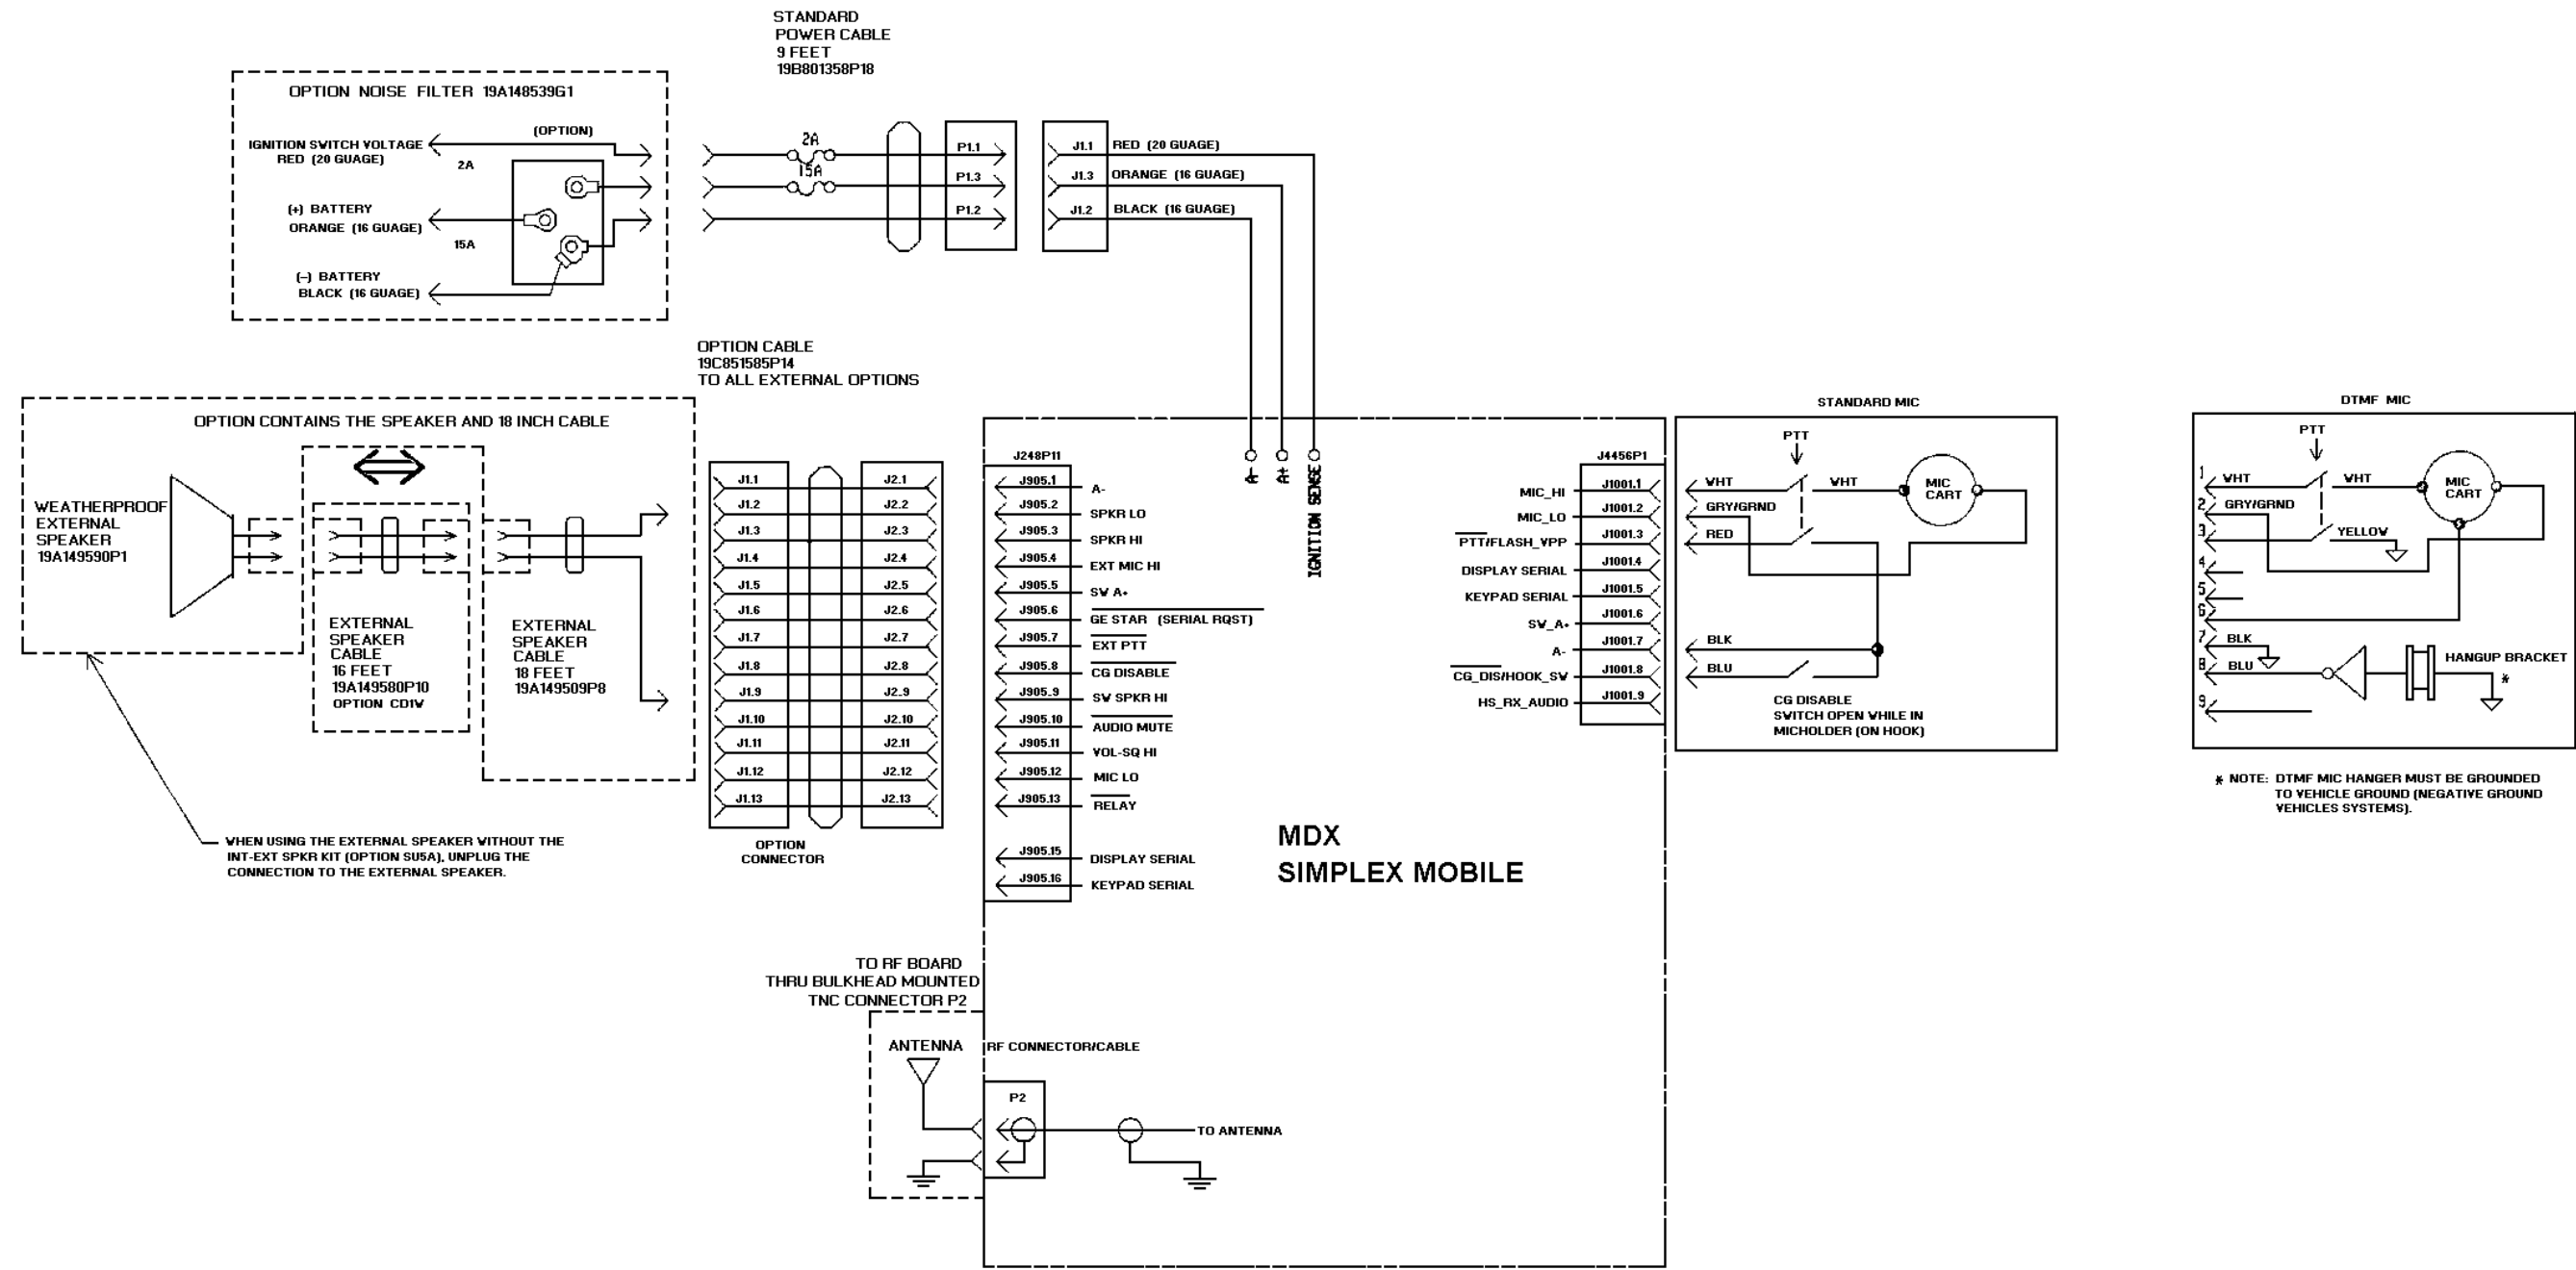 STANDARD
POWER CABLE
9 FEET
19B801358P18
OPTION NOISE FILTER 19A148539G1
(OPTION)
IGNITION SWITCH VOLTAGE
RED (20 GUAGE)
2A
(+) BATTERY
ORANGE (16 GUAGE)
15A
(-) BATTERY
BLACK (16 GUAGE)
2A
15A
P1.1
P1.3
P1.2
J1.1 RED (20 GUAGE)
J1.3 ORANGE (16 GUAGE)
J1.2 BLACK (16 GUAGE)
OPTION CABLE
19C851585P14
TO ALL EXTERNAL OPTIONS
OPTION CONTAINS THE SPEAKER AND 18 INCH CABLE
WEATHERPROOF
EXTERNAL
SPEAKER
19A149590P1
EXTERNAL
SPEAKER
CABLE
16 FEET
19A149580P10
OPTION CD1V
EXTERNAL
SPEAKER
CABLE
18 FEET
19A149509P8
WHEN USING THE EXTERNAL SPEAKER WITHOUT THE
INT-EXT SPKR KIT (OPTION SU5A), UNPLUG THE
CONNECTION TO THE EXTERNAL SPEAKER.
J1.1 J2.1
J1.2 J2.2
J1.3 J2.3
J1.4 J2.4
J1.5 J2.5
J1.6 J2.6
J1.7 J2.7
J1.8 J2.8
J1.9 J2.9
J1.10 J2.10
J1.11 J2.11
J1.12 J2.12
J1.13 J2.13
OPTION
CONNECTOR
J248P11
J905.1 A-
J905.2 SPKR LO
J905.3 SPKR HI
J905.4 EXT MIC HI
J905.5 SW A+
J905.6 GE STAR (SERIAL RQST)
J905.7 EXT PTT
J905.8 CG DISABLE
J905.9 SW SPKR HI
J905.10 AUDIO MUTE
J905.11 VOL-SQ HI
J905.12 MIC LO
J905.13 RELAY
J905.15 DISPLAY SERIAL
J905.16 KEYPAD SERIAL
A-
A+
IGNITION SENSE
MDX
SIMPLEX MOBILE
J4456P1
MIC_HI J1001.1
MIC_LO J1001.2
PTT/FLASH_VPP J1001.3
DISPLAY SERIAL J1001.4
KEYPAD SERIAL J1001.5
SW_A+ J1001.6
A- J1001.7
CG_DIS/HOOK_SW J1001.8
HS_RX_AUDIO J1001.9
STANDARD MIC
PTT
WHT WHT
MIC
CART
GRY/GRND
RED
BLK
BLU
CG DISABLE
SWITCH OPEN WHILE IN
MICHOLDER (ON HOOK)
DTMF MIC
PTT
1 WHT WHT
MIC
CART
2 GRY/GRND
3 YELLOW
4
5
6
7 BLK
8 BLU
HANGUP BRACKET
*
9
* NOTE: DTMF MIC HANGER MUST BE GROUNDED
TO VEHICLE GROUND (NEGATIVE GROUND
VEHICLES SYSTEMS).
TO RF BOARD
THRU BULKHEAD MOUNTED
TNC CONNECTOR P2
ANTENNA
RF CONNECTOR/CABLE
P2
TO ANTENNA